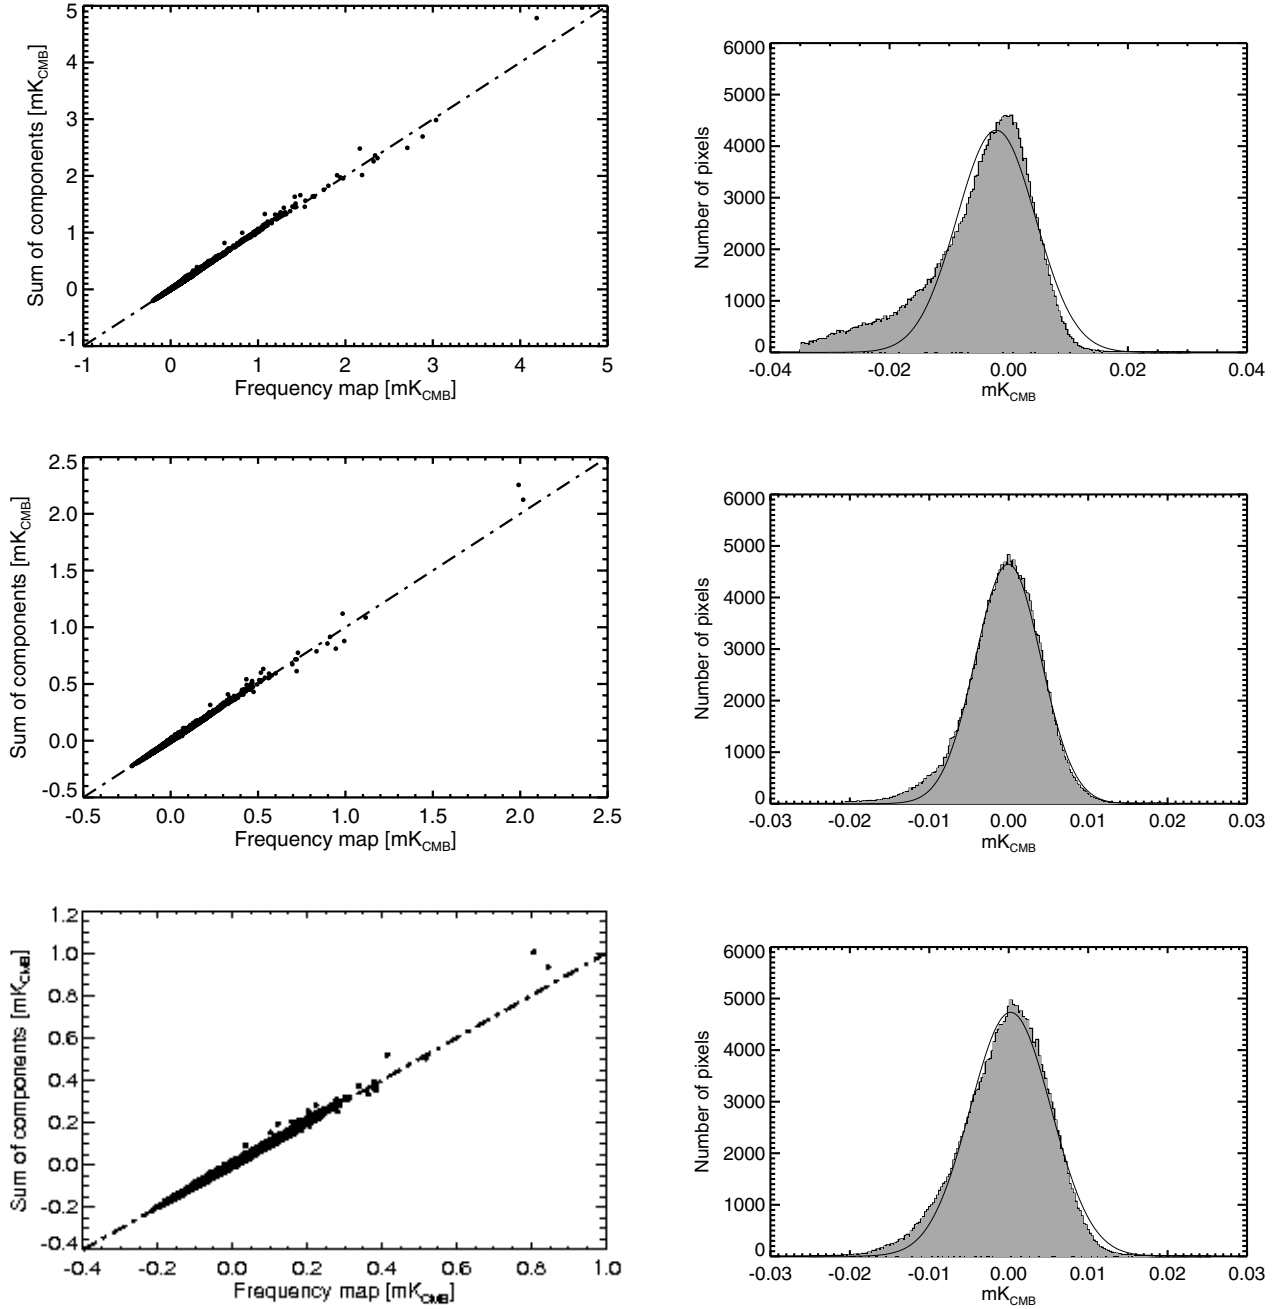 5
4
3
2
1
0
-1
Sum of components [mK_CMB]
-1 0 1 2 3 4 5
Frequency map [mK_CMB]
6000
5000
4000
3000
2000
1000
0
Number of pixels
-0.04 -0.02 0.00 0.02 0.04
mK_CMB
2.5
2.0
1.5
1.0
0.5
0.0
-0.5
Sum of components [mK_CMB]
-0.5 0.0 0.5 1.0 1.5 2.0 2.5
Frequency map [mK_CMB]
6000
5000
4000
3000
2000
1000
0
Number of pixels
-0.03 -0.02 -0.01 0.00 0.01 0.02 0.03
mK_CMB
1.2
1.0
0.8
0.6
0.4
0.2
0.0
-0.2
-0.4
Sum of components [mK_CMB]
-0.4 -0.2 0.0 0.2 0.4 0.6 0.8 1.0
Frequency map [mK_CMB]
6000
5000
4000
3000
2000
1000
0
Number of pixels
-0.03 -0.02 -0.01 0.00 0.01 0.02 0.03
mK_CMB